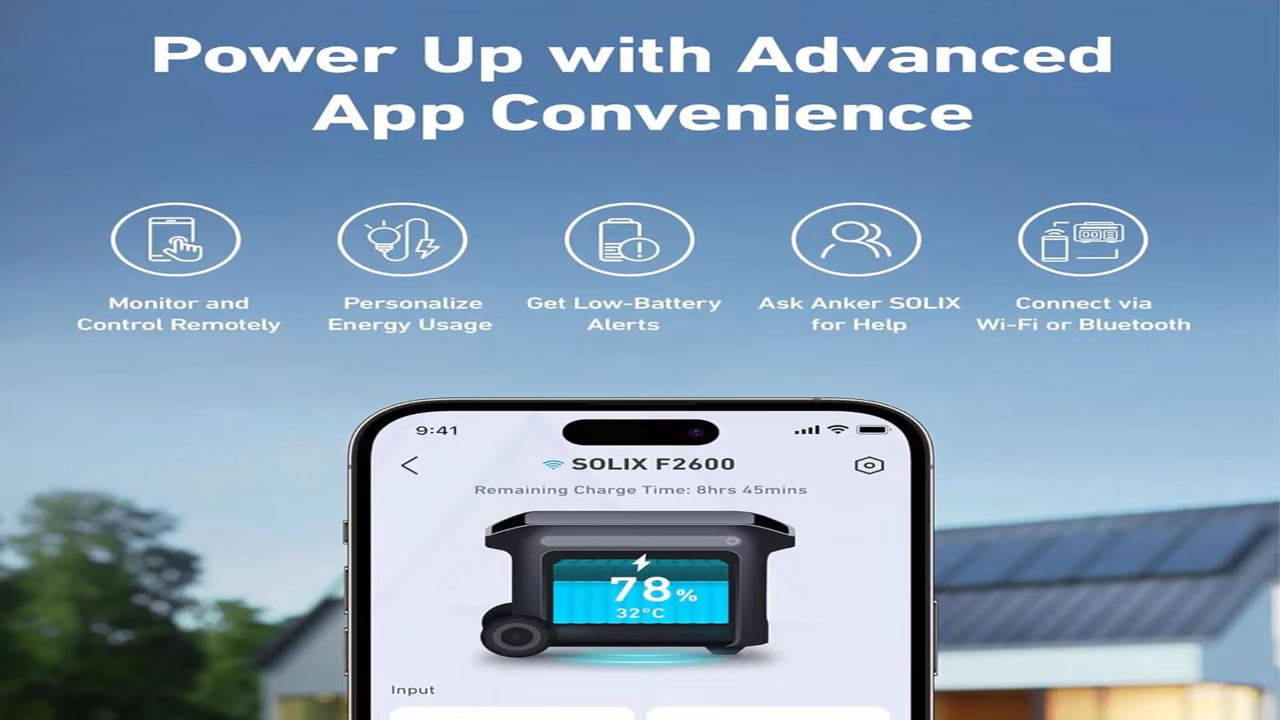 Power Up with Advanced
App Convenience
Monitor and
Control Remotely
Personalize
Energy Usage
Get Low-Battery
Alerts
Ask Anker SOLIX
for Help
Connect via
Wi-Fi or Bluetooth
9:41
SOLIX F2600
Remaining Charge Time: 8hrs 45mins
78%
32°C
Input